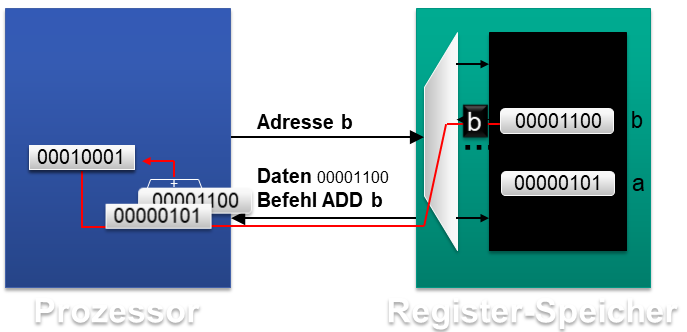 Adresse b
b
00001100 b
00010001
Daten 00001100
00000101 a
+
00001100
Befehl ADD b
00000101
...
Prozessor
Register-Speicher